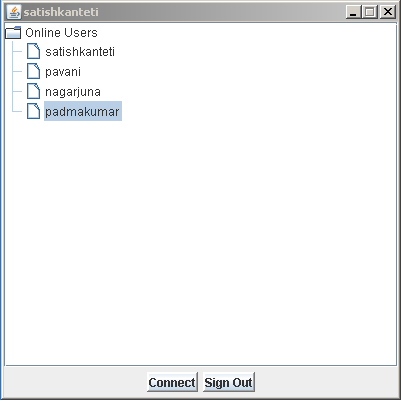 satishkanteti
Online Users
satishkanteti
pavani
nagarjuna
padmakumar
Connect Sign Out